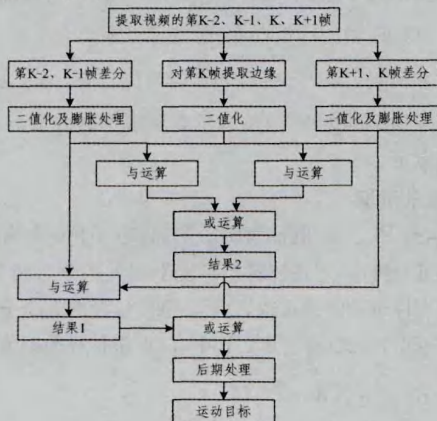 提取视频的第K-2、K-1、K、K+1帧
第K-2、K-1帧差分
对第K帧提取边缘
第K+1、K帧差分
二值化及膨胀处理
二值化
二值化及膨胀处理
与运算
与运算
或运算
结果2
与运算
结果1
或运算
后期处理
运动目标